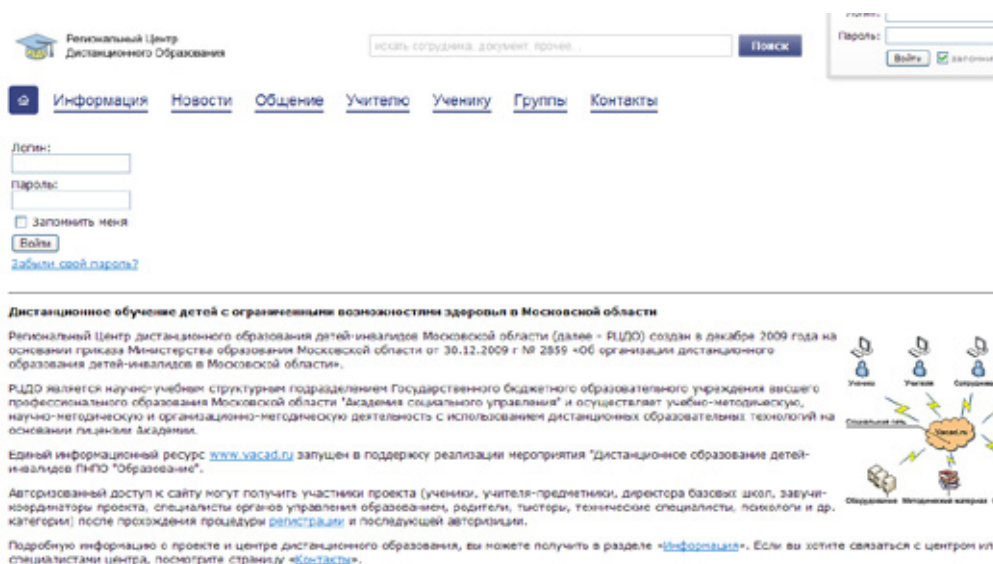 Региональный Центр
Дистанционного Образования
искать сотрудника, документ, прочее...
Поиск
Логин:
Пароль:
Войти запомни
Информация Новости Общение Учителю Ученику Группы Контакты
Логин:
Пароль:
Запомнить меня
Войти
Забыли свой пароль?
Дистанционное обучение детей с ограниченными возможностями здоровья в Московской области
Региональный Центр дистанционного образования детей-инвалидов Московской области (далее - РЦДО) создан в декабре 2009 года на
основании приказа Министерства образования Московской области от 30.12.2009 г № 2859 «Об организации дистанционного
образования детей-инвалидов в Московской области».
РЦДО является научно-учебным структурным подразделением Государственного бюджетного образовательного учреждения высшего
профессионального образования Московской области "Академия социального управления" и осуществляет учебно-методическую,
научно-методическую и организационно-методическую деятельность с использованием дистанционных образовательных технологий на
основании лицензии Академии.
Единый информационный ресурс www.vacad.ru запущен в поддержку реализации мероприятия "Дистанционное образование детей-
инвалидов ПНПО "Образование".
Авторизованный доступ к сайту могут получить участники проекта (ученики, учителя-предметники, директора базовых школ, завучи-
координаторы проекта, специалисты органов управления образованием, родители, тьюторы, технические специалисты, психологи и др.
категории) после прохождения процедуры регистрации и последующей авторизации.
Подробную информацию о проекте и центре дистанционного образования, вы можете получить в разделе «Информация». Если вы хотите связаться с центром или
специалистами центра, посмотрите страницу «Контакты».
Ученики Учителя Сотрудники
Социальная сеть
Vacad.ru
Оборудование Методические материал